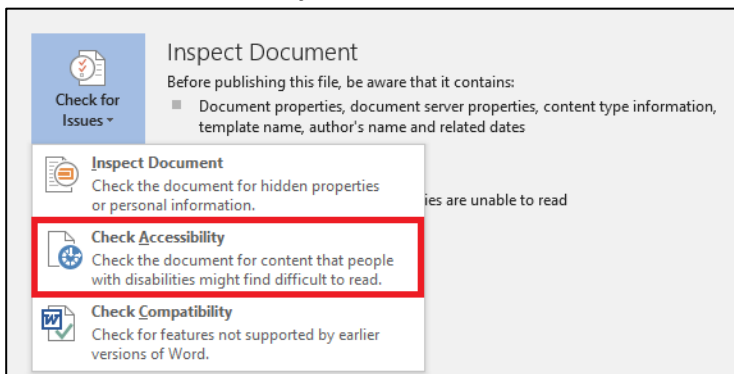 Inspect Document
Before publishing this file, be aware that it contains:
Check for
Issues
Document properties, document server properties, content type information,
template name, author's name and related dates
Inspect Document
Check the document for hidden properties
or personal information.
ies are unable to read
Check Accessibility
Check the document for content that people
with disabilities might find difficult to read.
Check Compatibility
Check for features not supported by earlier
versions of Word.